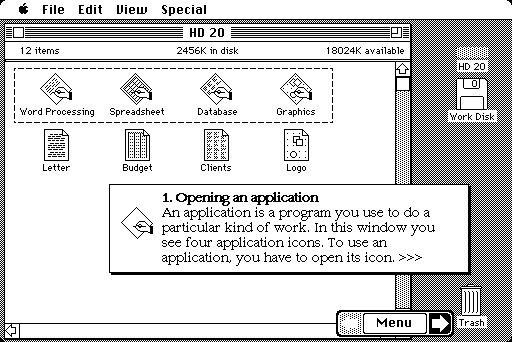 File Edit View Special
HD 20
12 items 2456K in disk 18024K available
Word Processing Spreadsheet Database Graphics
Letter Budget Clients Logo
HD 20
Work Disk
1. Opening an application
An application is a program you use to do a
particular kind of work. In this window you
see four application icons. To use an
application, you have to open its icon. >>>
Menu
Trash